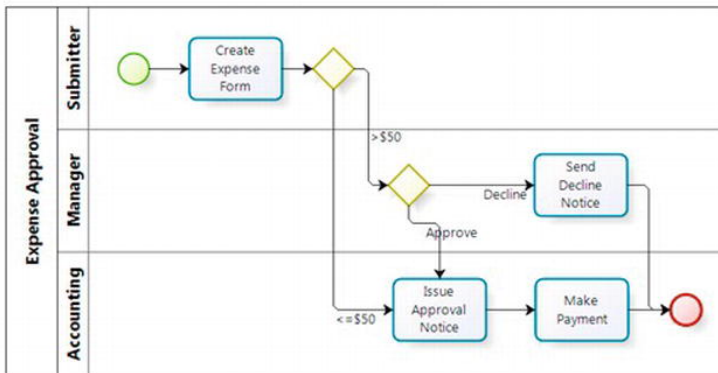 Expense Approval
Submitter
Create
Expense
Form
>$50
Manager
Decline
Send
Decline
Notice
Approve
Accounting
<=$50
Issue
Approval
Notice
Make
Payment